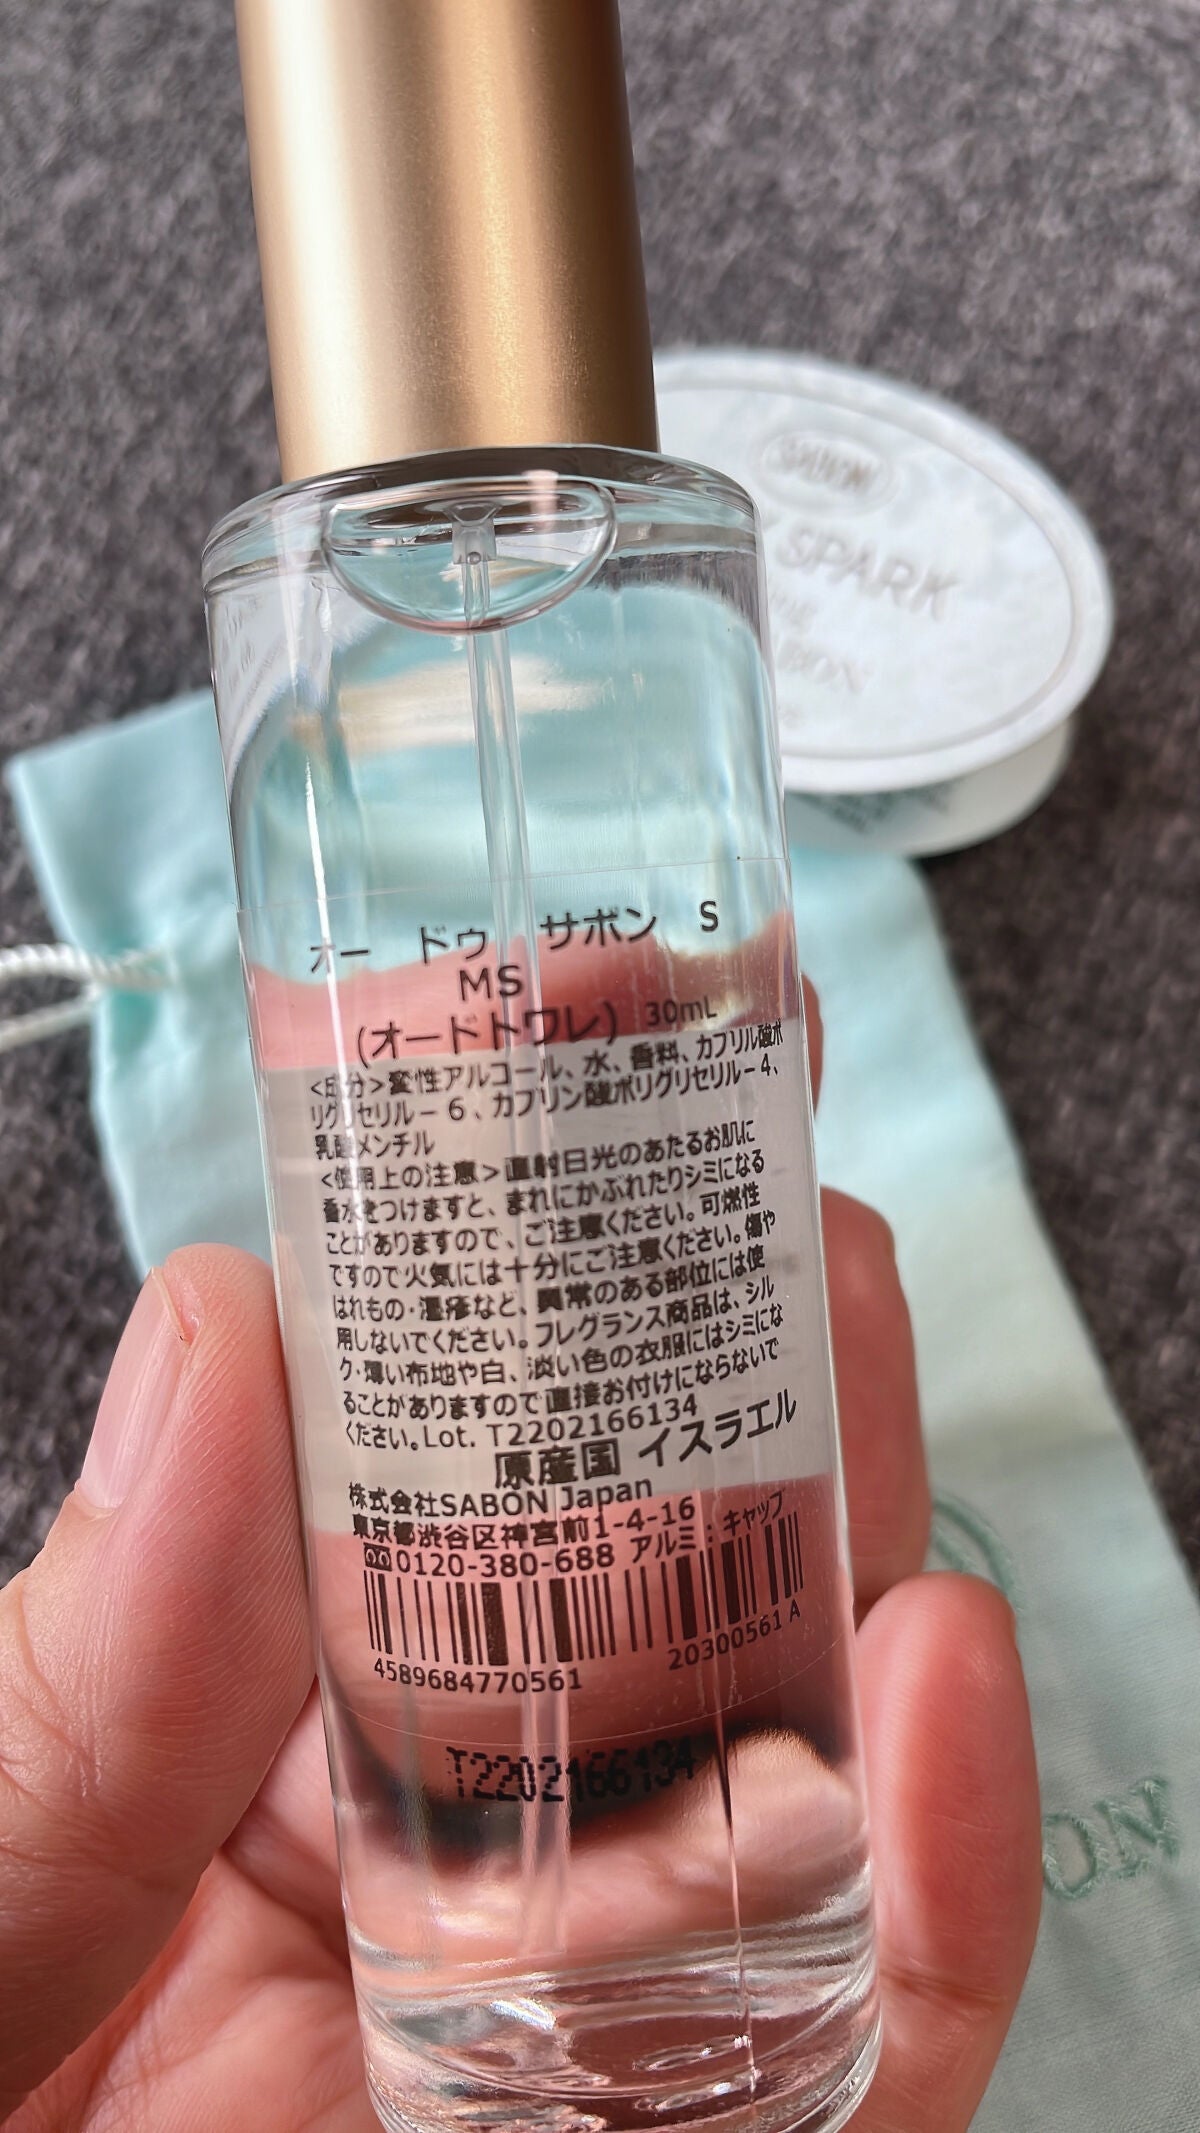 SABON
SPARK
オー ドゥ サボン S
MS
(オードトワレ) 30mL
<成分>変性アルコール、水、香料、カプリル酸ポ
リグリセリル－6、カプリン酸ポリグリセリル－4、
乳酸メンチル
<使用上の注意>直射日光のあたるお肌に
香水をつけますと、まれにかぶれたりシミになる
ことがありますので、ご注意ください。可燃性
ですので火気には十分にご注意ください。傷や
はれもの・湿疹など、異常のある部位には使
用しないでください。フレグランス商品は、シル
ク・薄い布地や白、淡い色の衣服にはシミにな
ることがありますので直接お付けにならないで
ください。Lot. T2202166134
原産国 イスラエル
株式会社SABON Japan
東京都渋谷区神宮前1-4-16
0120-380-688 アルミ：キャップ
4589684770561 20300561 A
T2202166134
ON